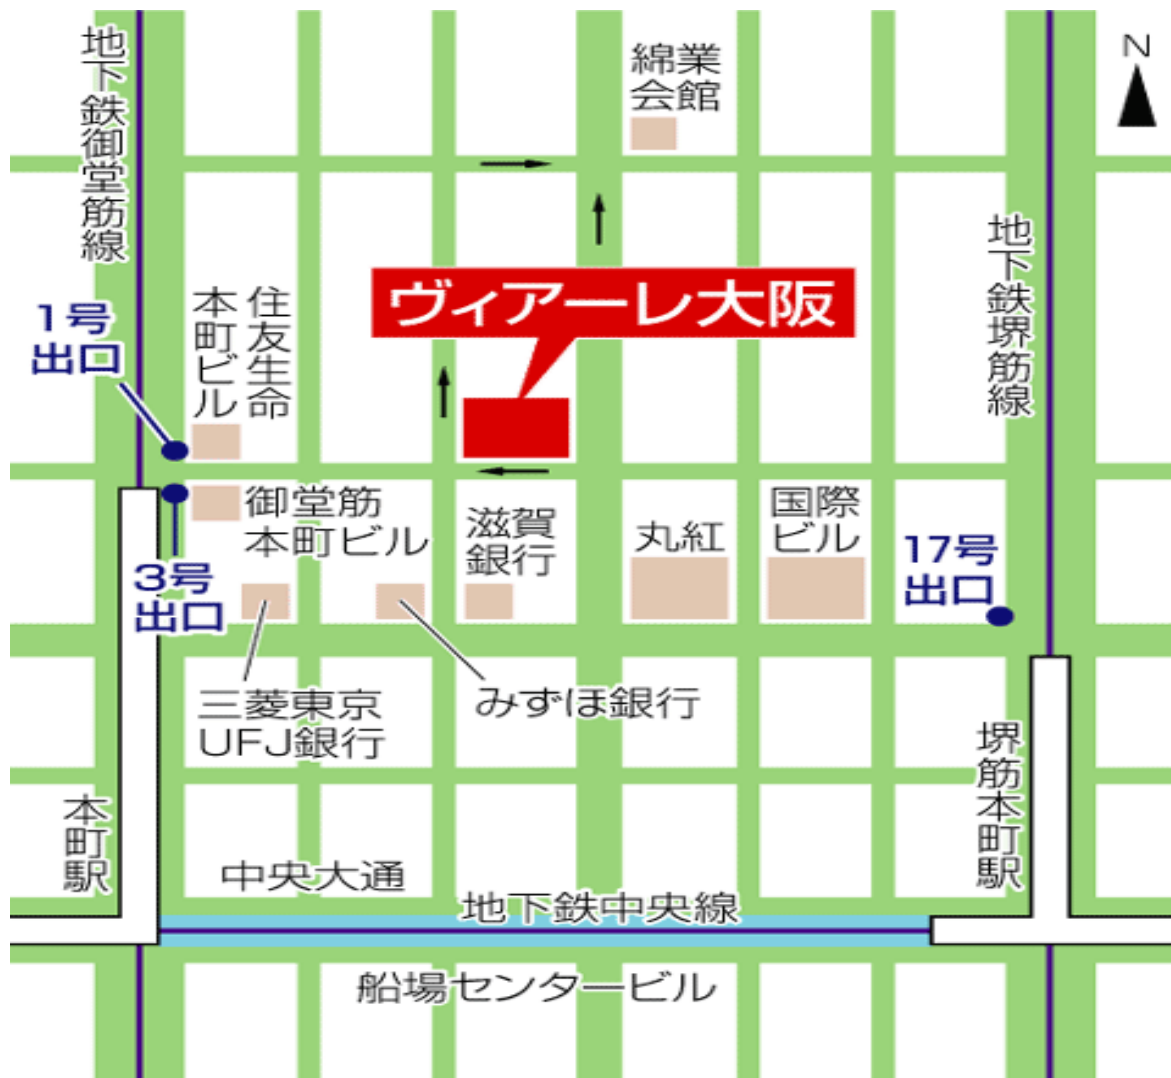 地下鉄御堂筋線
綿業
会館
N
地下鉄堺筋線
ヴィアーレ大阪
1号
出口
住友生命
本町ビル
御堂筋
本町ビル
滋賀
銀行
丸紅
国際
ビル
17号
出口
3号
出口
三菱東京
UFJ銀行
みずほ銀行
堺筋本町駅
本町駅
中央大通
地下鉄中央線
船場センタービル